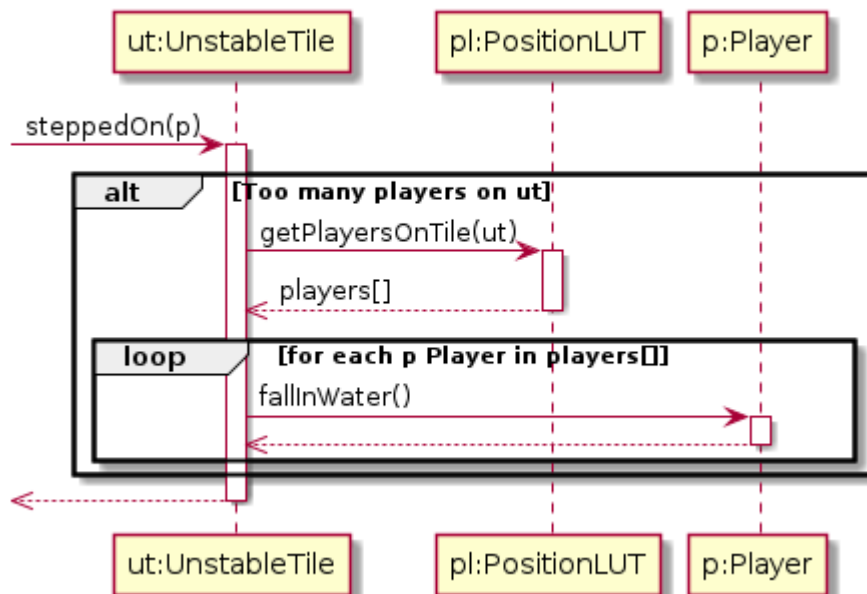 ut:UnstableTile pl:PositionLUT p:Player
steppedOn(p)
alt [Too many players on ut]
getPlayersOnTile(ut)
players[]
loop [for each p Player in players[]]
fallInWater()
ut:UnstableTile pl:PositionLUT p:Player